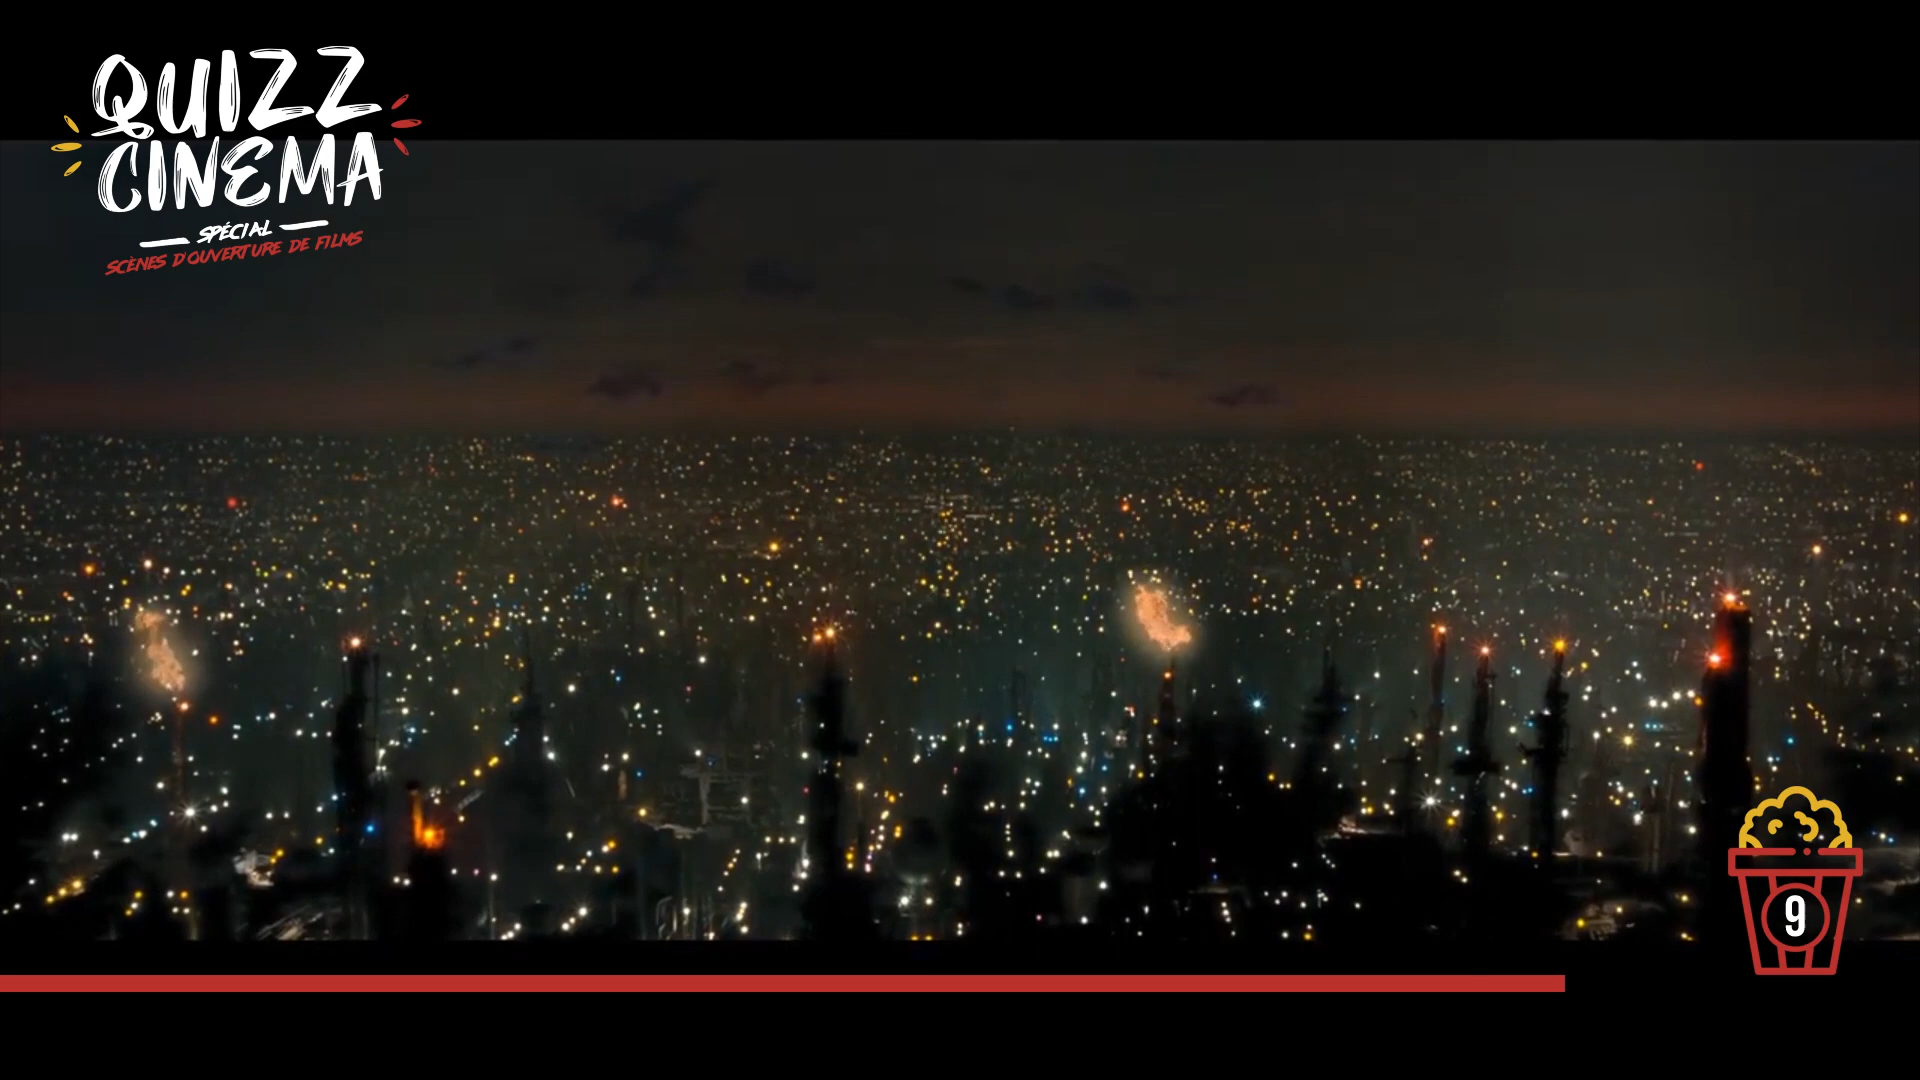 QUIZZ
CINEMA
SPÉCIAL
SCÈNES D'OUVERTURE DE FILMS
9